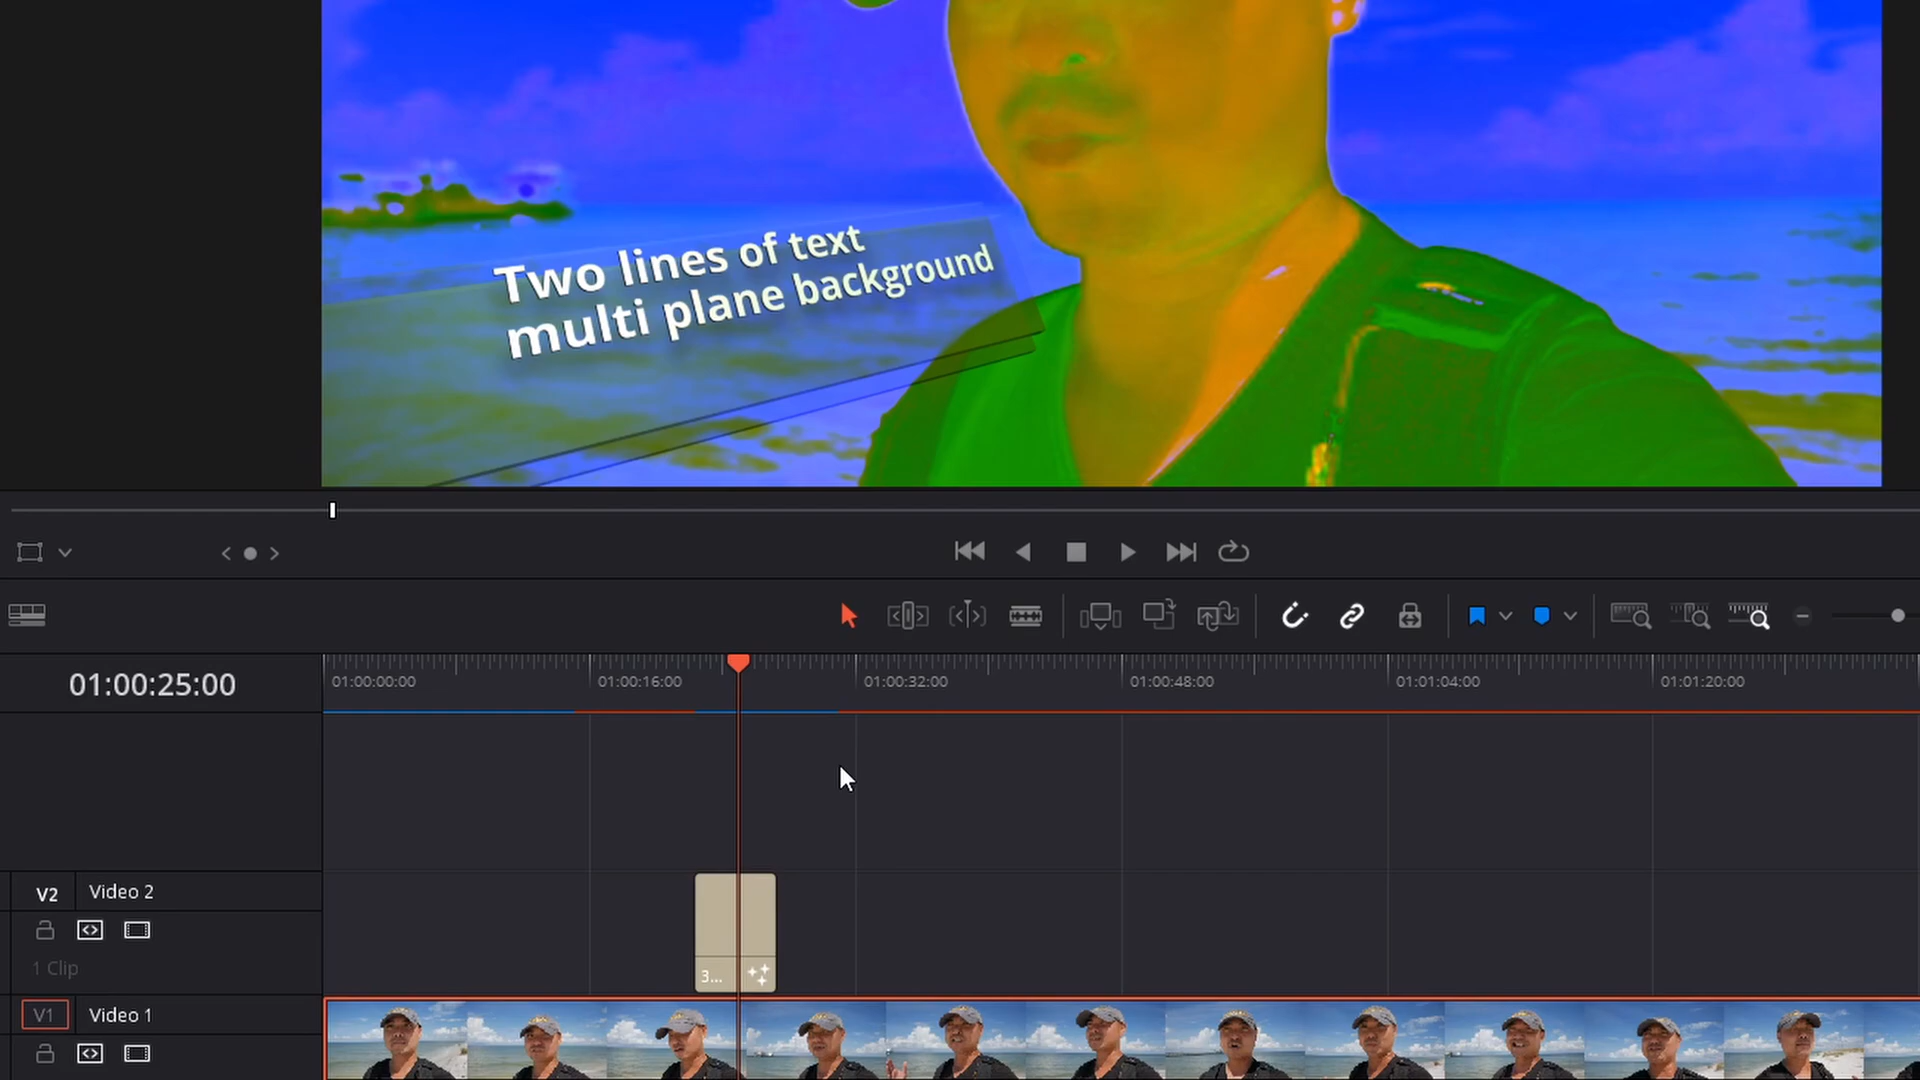 Two lines of text
multi plane background
01:00:25:00
01:00:00:00
01:00:16:00
01:00:32:00
01:00:48:00
01:01:04:00
01:01:20:00
V2
Video 2
1 Clip
3...
V1
Video 1